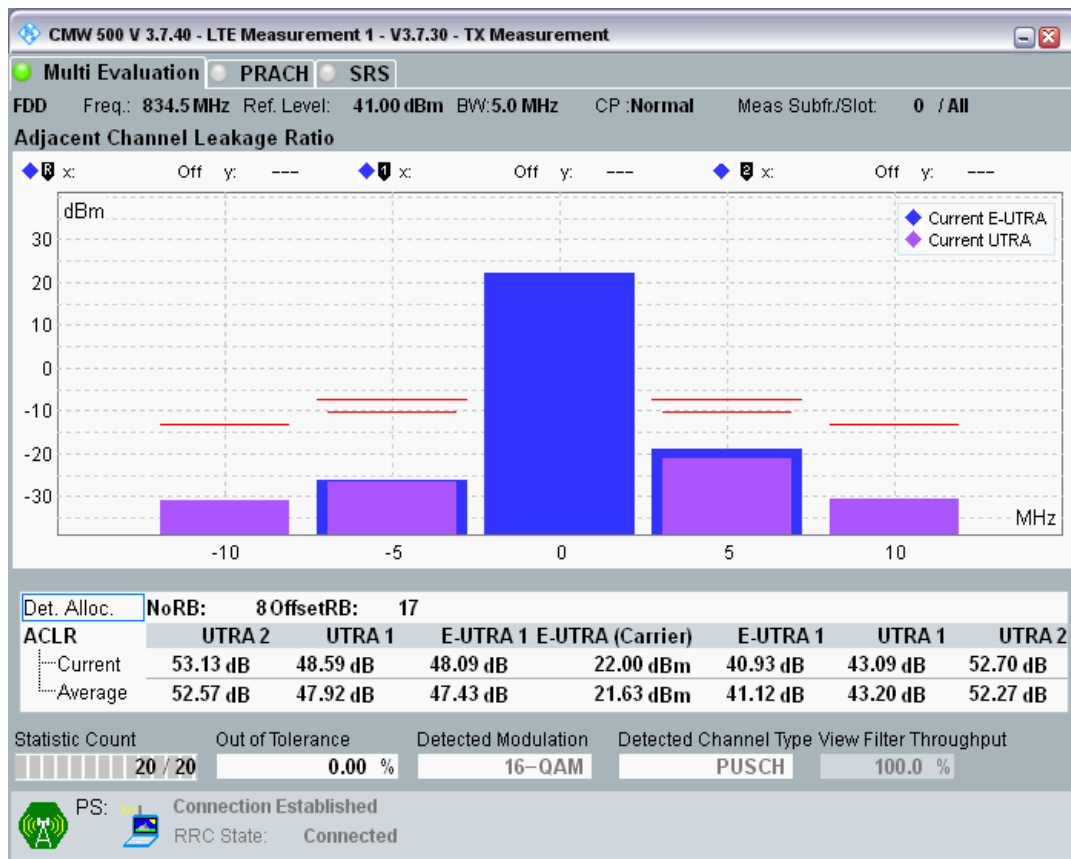 CMW 500 V 3.7.40 - LTE Measurement 1 - V3.7.30 - TX Measurement
Multi Evaluation PRACH SRS
FDD Freq.: 834.5 MHz Ref. Level: 41.00 dBm BW:5.0 MHz CP :Normal Meas Subfr./Slot: 0 / All
Adjacent Channel Leakage Ratio
R x: Off y: --- 1 x: Off y: --- 2 x: Off y: ---
dBm
Current E-UTRA
Current UTRA
30
20
10
0
-10
-20
-30
MHz
-10 -5 0 5 10
Det. Alloc. NoRB: 8 OffsetRB: 17
ACLR UTRA 2 UTRA 1 E-UTRA 1 E-UTRA (Carrier) E-UTRA 1 UTRA 1 UTRA 2
Current 53.13 dB 48.59 dB 48.09 dB 22.00 dBm 40.93 dB 43.09 dB 52.70 dB
Average 52.57 dB 47.92 dB 47.43 dB 21.63 dBm 41.12 dB 43.20 dB 52.27 dB
Statistic Count Out of Tolerance Detected Modulation Detected Channel Type View Filter Throughput
20 / 20 0.00 % 16-QAM PUSCH 100.0 %
PS: Connection Established
RRC State: Connected